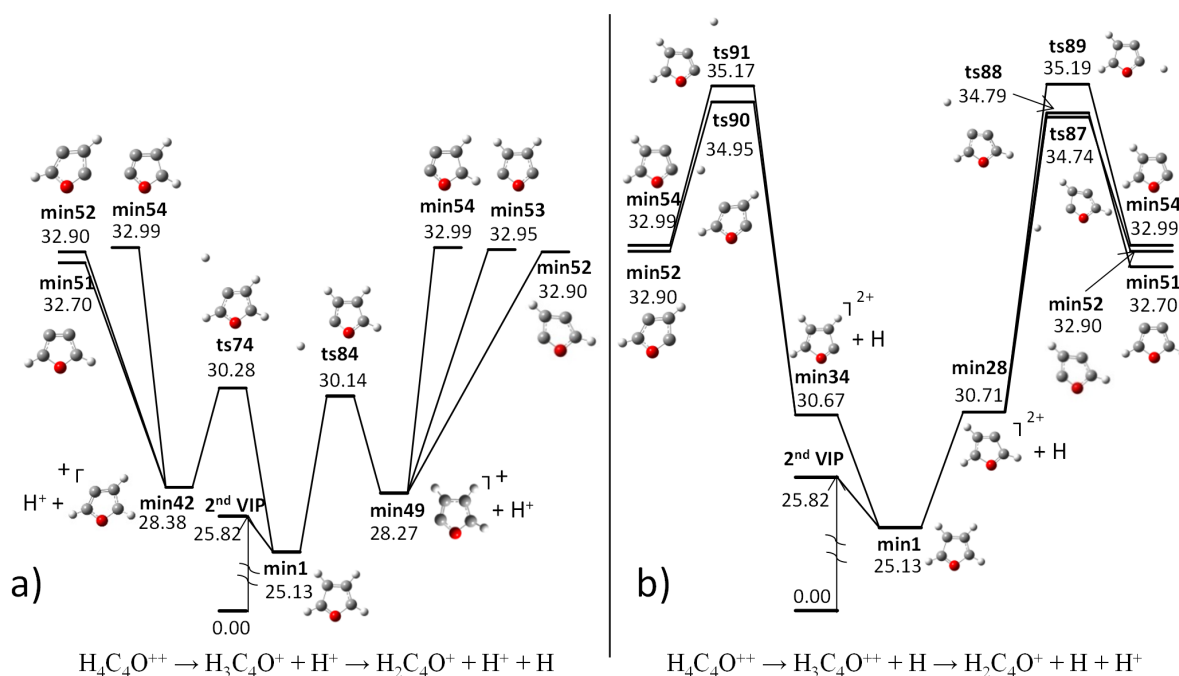 ts91
35.17
ts90
34.95
min54
32.99
min52
32.90
ts89
35.19
ts88
34.79
ts87
34.74
min54
32.99
min51
32.70
min52
32.90
min52
32.90
min51
32.70
min54
32.99
ts74
30.28
ts84
30.14
min54
32.99
min53
32.95
min52
32.90
min34
30.67
┐2+
+ H
min28
30.71
┐2+
+ H
+┌
H⁺ +
min42
28.38
2nd VIP
25.82
min49
28.27
┐+
+ H⁺
min1
25.13
0.00
a)
2nd VIP
25.82
min1
25.13
0.00
b)
H₄C₄O⁺⁺ → H₃C₄O⁺ + H⁺ → H₂C₄O⁺ + H⁺ + H
H₄C₄O⁺⁺ → H₃C₄O⁺⁺ + H → H₂C₄O⁺ + H + H⁺